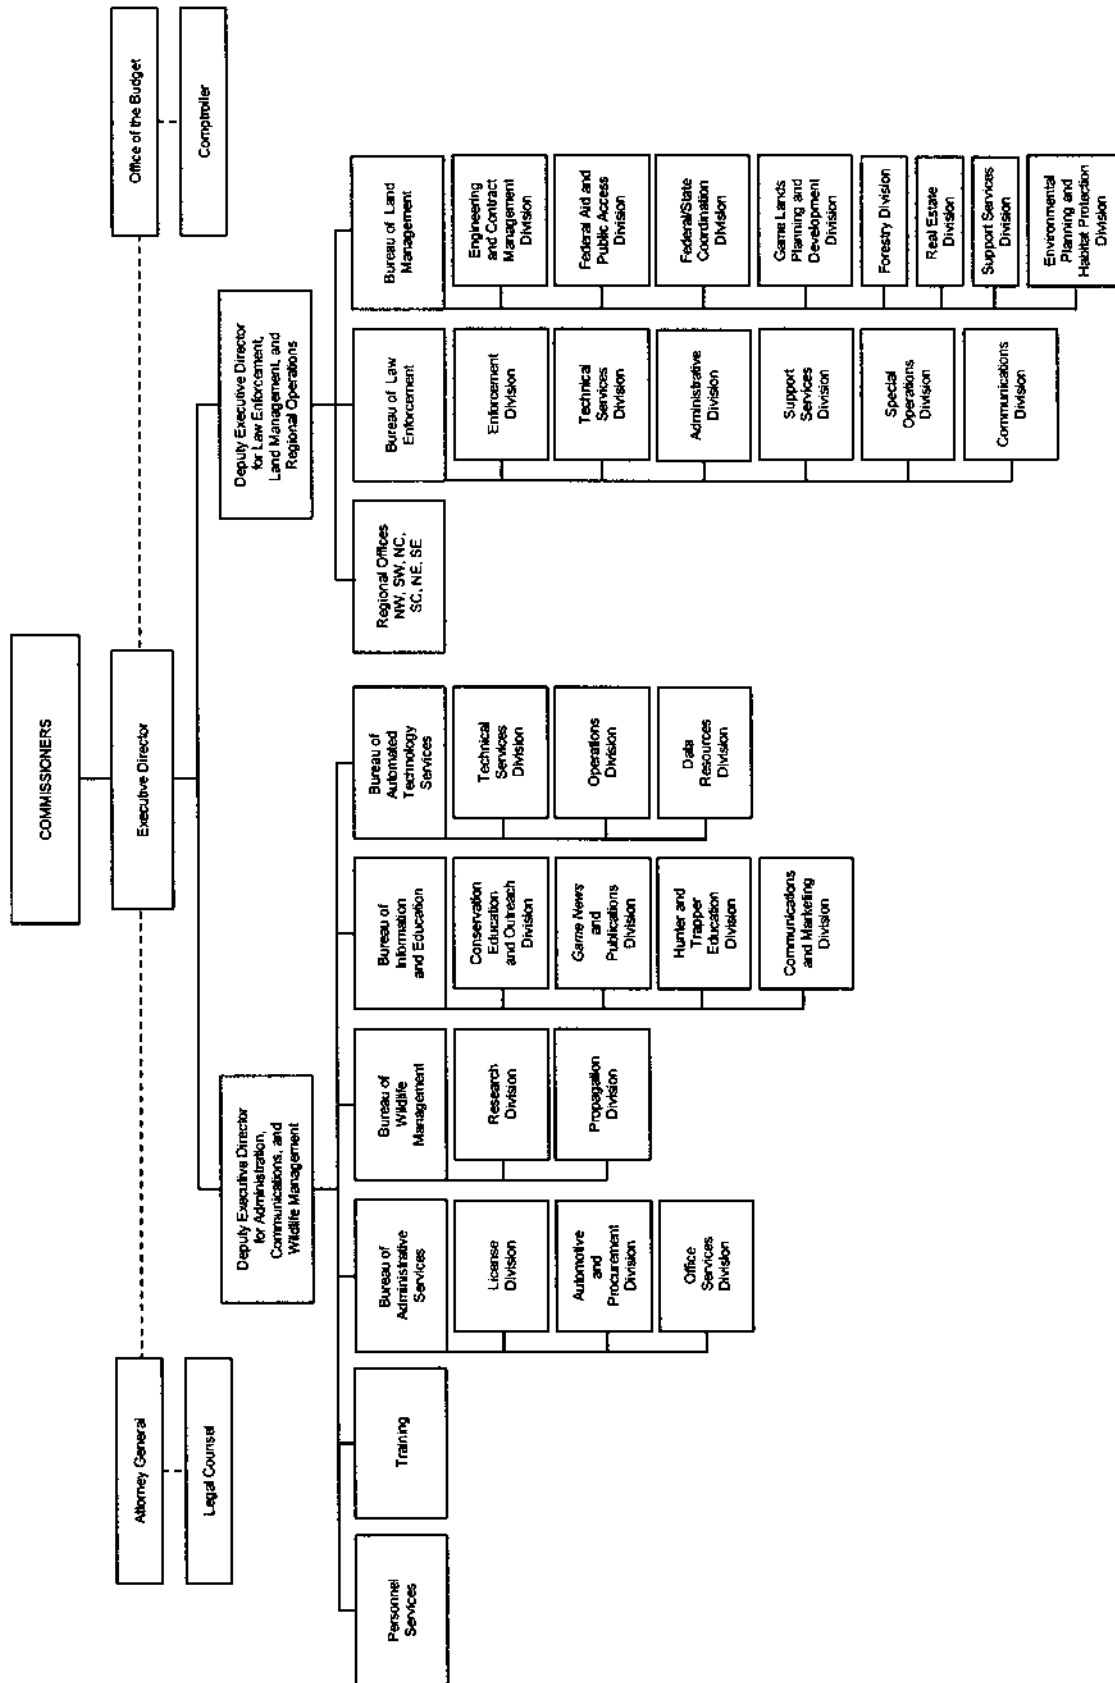 COMMISSIONERS
Attorney General
Executive Director
Office of the Budget
Legal Counsel
Comptroller
Deputy Executive Director
for Administration,
Communications, and
Wildlife Management
Deputy Executive Director
for Law Enforcement,
Land Management, and
Regional Operations
Personnel
Services
Training
Bureau of
Administrative
Services
License
Division
Automotive
and
Procurement
Division
Office
Services
Division
Bureau of
Wildlife
Management
Research
Division
Propagation
Division
Bureau of
Information
and Education
Conservation
Education
and Outreach
Division
Game News
and
Publications
Division
Hunter and
Trapper
Education
Division
Communications
and Marketing
Division
Bureau of
Automated
Technology
Services
Technical
Services
Division
Operations
Division
Data
Resources
Division
Regional Offices
NW, SW, NC,
SC, NE, SE
Bureau of Law
Enforcement
Enforcement
Division
Technical
Services
Division
Administrative
Division
Support
Services
Division
Special
Operations
Division
Communications
Division
Bureau of Land
Management
Engineering
and Contract
Management
Division
Federal Aid and
Public Access
Division
Federal/State
Coordination
Division
Game Lands
Planning and
Development
Division
Forestry Division
Real Estate
Division
Support Services
Division
Environmental
Planning and
Habitat Protection
Division